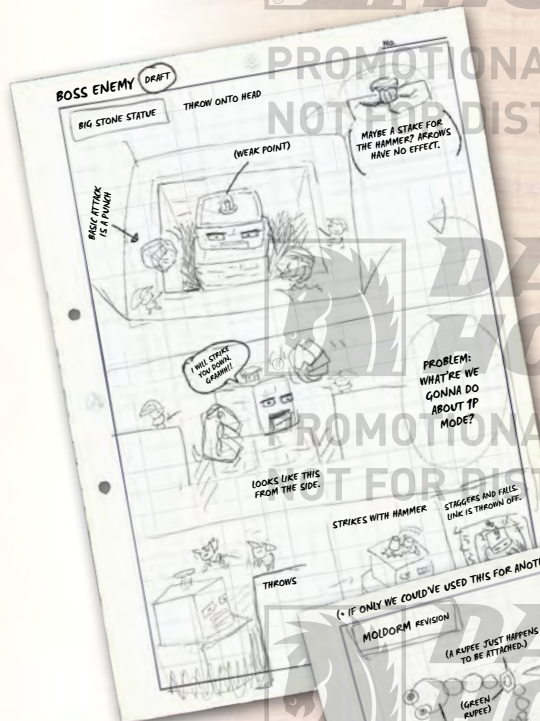 No.
BOSS ENEMY
DRAFT
BIG STONE STATUE
THROW ONTO HEAD
(WEAK POINT)
MAYBE A STAKE FOR
THE HAMMER? ARROWS
HAVE NO EFFECT.
BASIC ATTACK
IS A PUNCH
I WILL STRIKE
YOU DOWN.
GRAAHH!!
PROBLEM:
WHAT'RE WE
GONNA DO
ABOUT 1P
MODE?
LOOKS LIKE THIS
FROM THE SIDE.
STRIKES WITH HAMMER
STAGGERS AND FALLS.
LINK IS THROWN OFF.
THROWS
(* IF ONLY WE COULD'VE USED THIS FOR ANOT
MOLDORM REVISION
(A RUPEE JUST HAPPENS
TO BE ATTACHED.)
(GREEN
RUPEE)
PROMOTIONA
NOT FOR DIST
DA
HO
PROMOTIONA
NOT FOR DIST